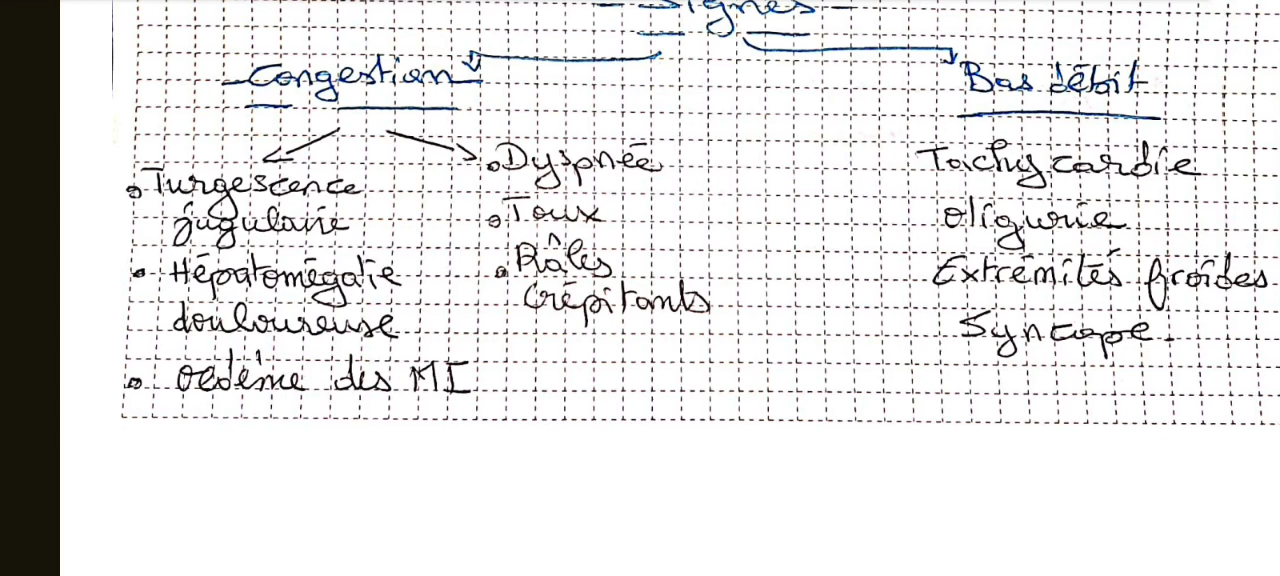 - Signes -
Congestion
Bas débit
• Turgescence
jugulaire
• Hépatomégalie
douloureuse
• Oedème des MI
• Dyspnée
• Toux
• Râles
Crépitants
Tachycardie
Oligurie
Extrémités froides
Syncope.